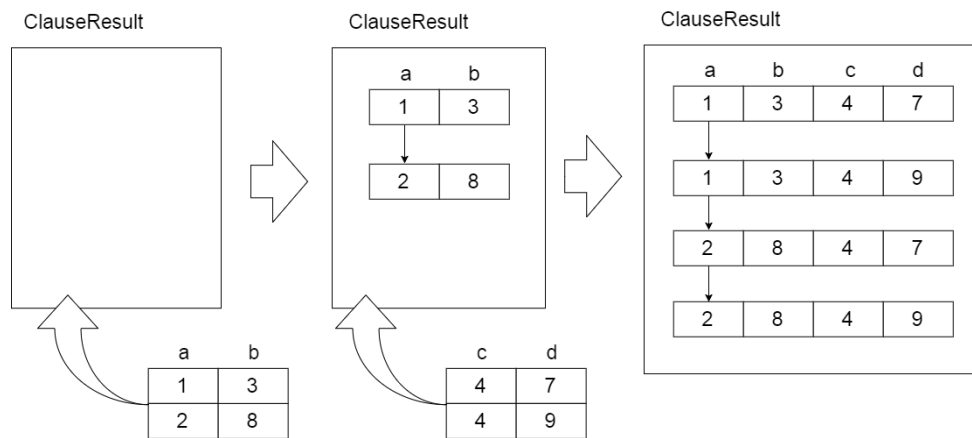 ClauseResult
a b
1 3
2 8
ClauseResult
a b
1 3
2 8
c d
4 7
4 9
ClauseResult
a b c d
1 3 4 7
1 3 4 9
2 8 4 7
2 8 4 9